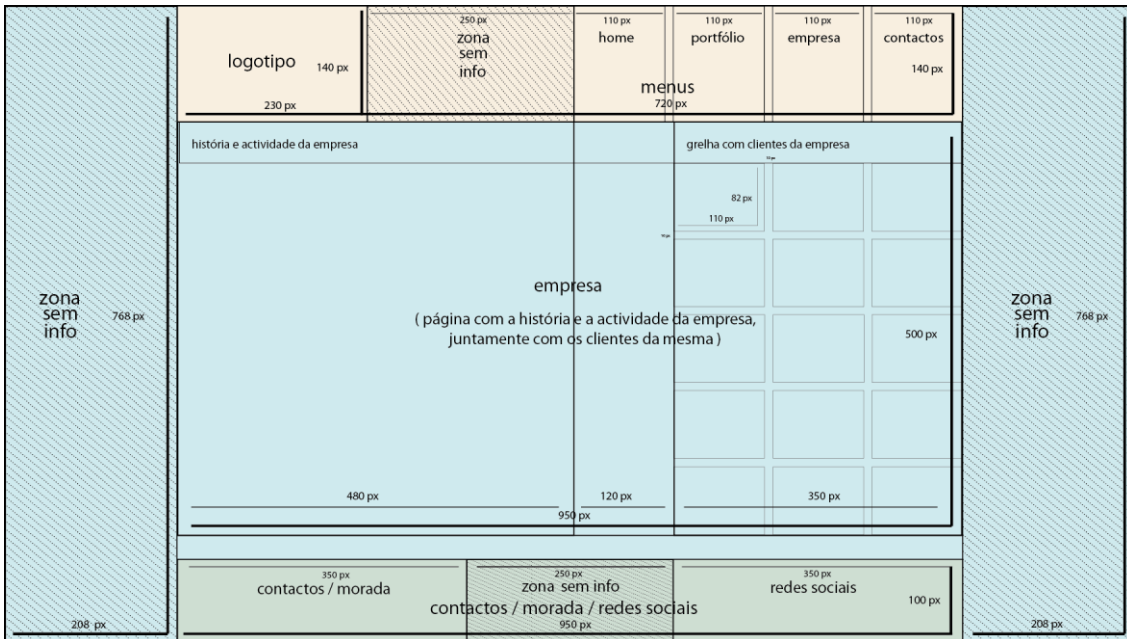 250 px
110 px
110 px
110 px
110 px
logotipo
140 px
zona
sem
info
home
portfólio
empresa
contactos
140 px
menus
230 px
720 px
história e actividade da empresa
grelha com clientes da empresa
82 px
110 px
zona
sem
info
768 px
empresa
( página com a história e a actividade da empresa,
juntamente com os clientes da mesma )
500 px
zona
sem
info
768 px
480 px
120 px
350 px
950 px
350 px
250 px
350 px
contactos / morada
zona sem info
redes sociais
contactos / morada / redes sociais
100 px
208 px
950 px
208 px